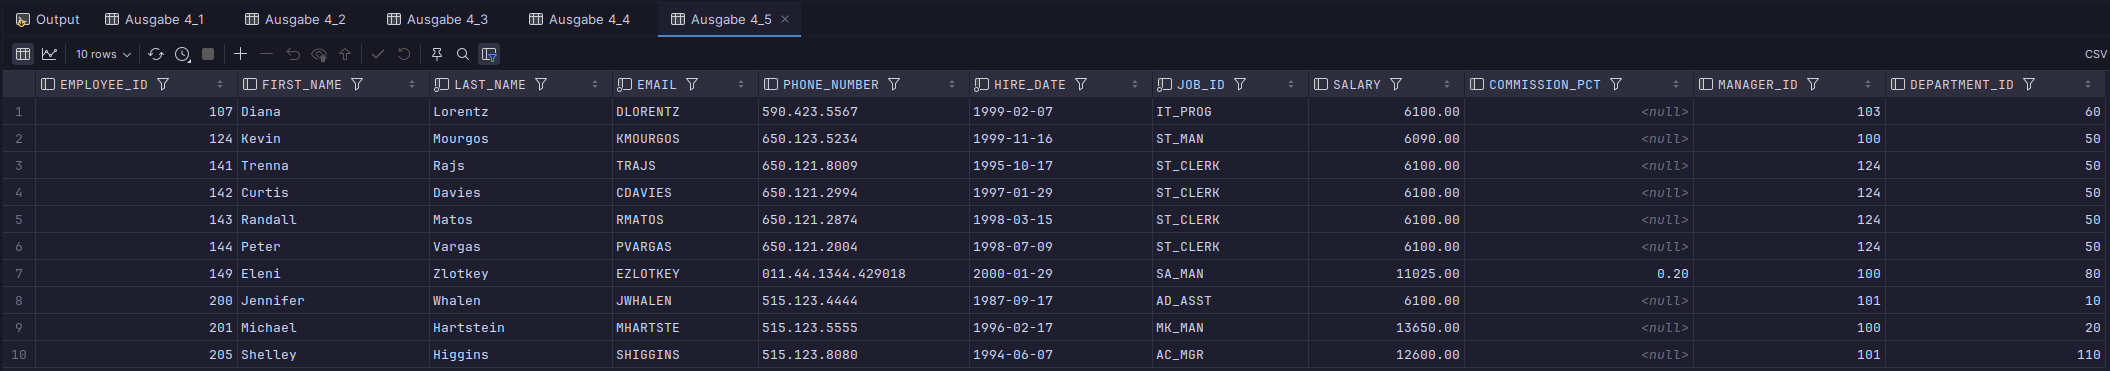 Output Ausgabe 4_1 Ausgabe 4_2 Ausgabe 4_3 Ausgabe 4_4 Ausgabe 4_5
10 rows CSV
EMPLOYEE_ID FIRST_NAME LAST_NAME EMAIL PHONE_NUMBER HIRE_DATE JOB_ID SALARY COMMISSION_PCT MANAGER_ID DEPARTMENT_ID
1 107 Diana Lorentz DLORENTZ 590.423.5567 1999-02-07 IT_PROG 6100.00 <null> 103 60
2 124 Kevin Mourgos KMOURGOS 650.123.5234 1999-11-16 ST_MAN 6090.00 <null> 100 50
3 141 Trenna Rajs TRAJS 650.121.8009 1995-10-17 ST_CLERK 6100.00 <null> 124 50
4 142 Curtis Davies CDAVIES 650.121.2994 1997-01-29 ST_CLERK 6100.00 <null> 124 50
5 143 Randall Matos RMATOS 650.121.2874 1998-03-15 ST_CLERK 6100.00 <null> 124 50
6 144 Peter Vargas PVARGAS 650.121.2004 1998-07-09 ST_CLERK 6100.00 <null> 124 50
7 149 Eleni Zlotkey EZLOTKEY 011.44.1344.429018 2000-01-29 SA_MAN 11025.00 0.20 100 80
8 200 Jennifer Whalen JWHALEN 515.123.4444 1987-09-17 AD_ASST 6100.00 <null> 101 10
9 201 Michael Hartstein MHARTSTE 515.123.5555 1996-02-17 MK_MAN 13650.00 <null> 100 20
10 205 Shelley Higgins SHIGGINS 515.123.8080 1994-06-07 AC_MGR 12600.00 <null> 101 110